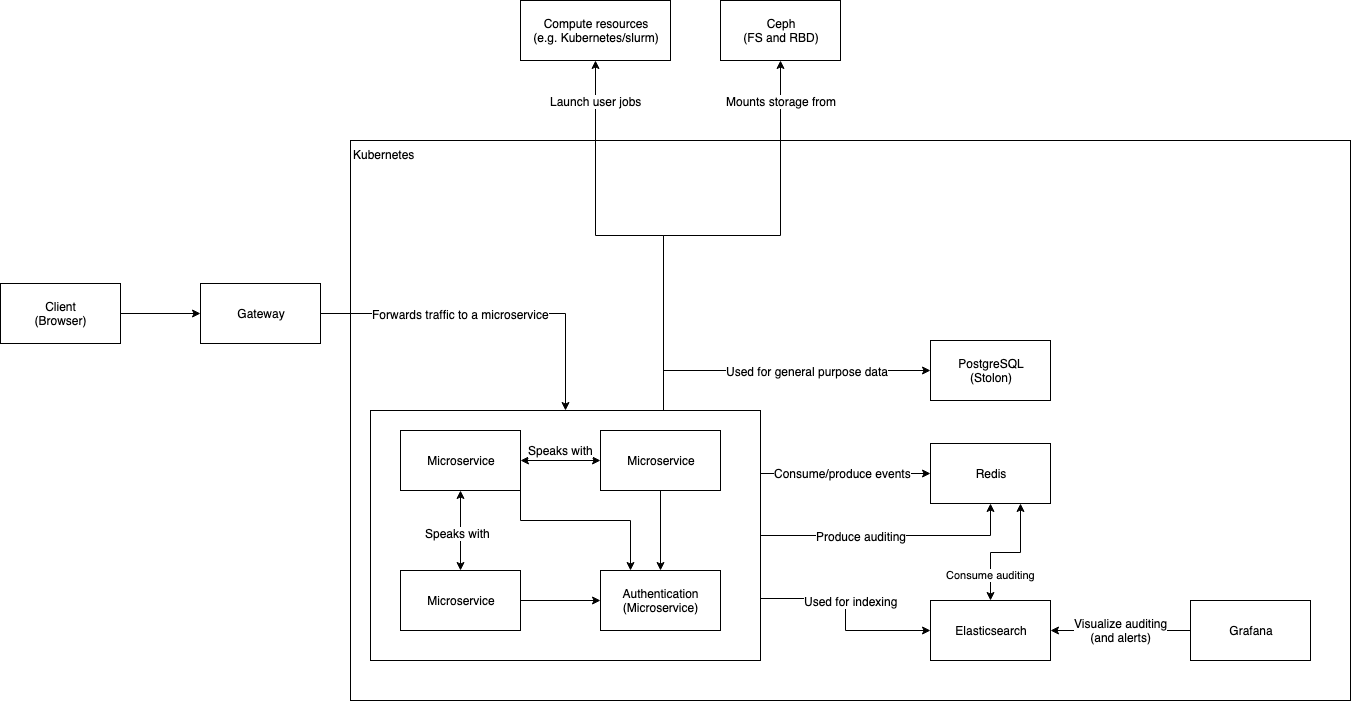 Compute resources
(e.g. Kubernetes/slurm)
Ceph
(FS and RBD)
Launch user jobs
Mounts storage from
Kubernetes
Client
(Browser)
Gateway
Forwards traffic to a microservice
Used for general purpose data
PostgreSQL
(Stolon)
Microservice
Speaks with
Microservice
Consume/produce events
Redis
Speaks with
Produce auditing
Consume auditing
Microservice
Authentication
(Microservice)
Used for indexing
Elasticsearch
Visualize auditing
(and alerts)
Grafana